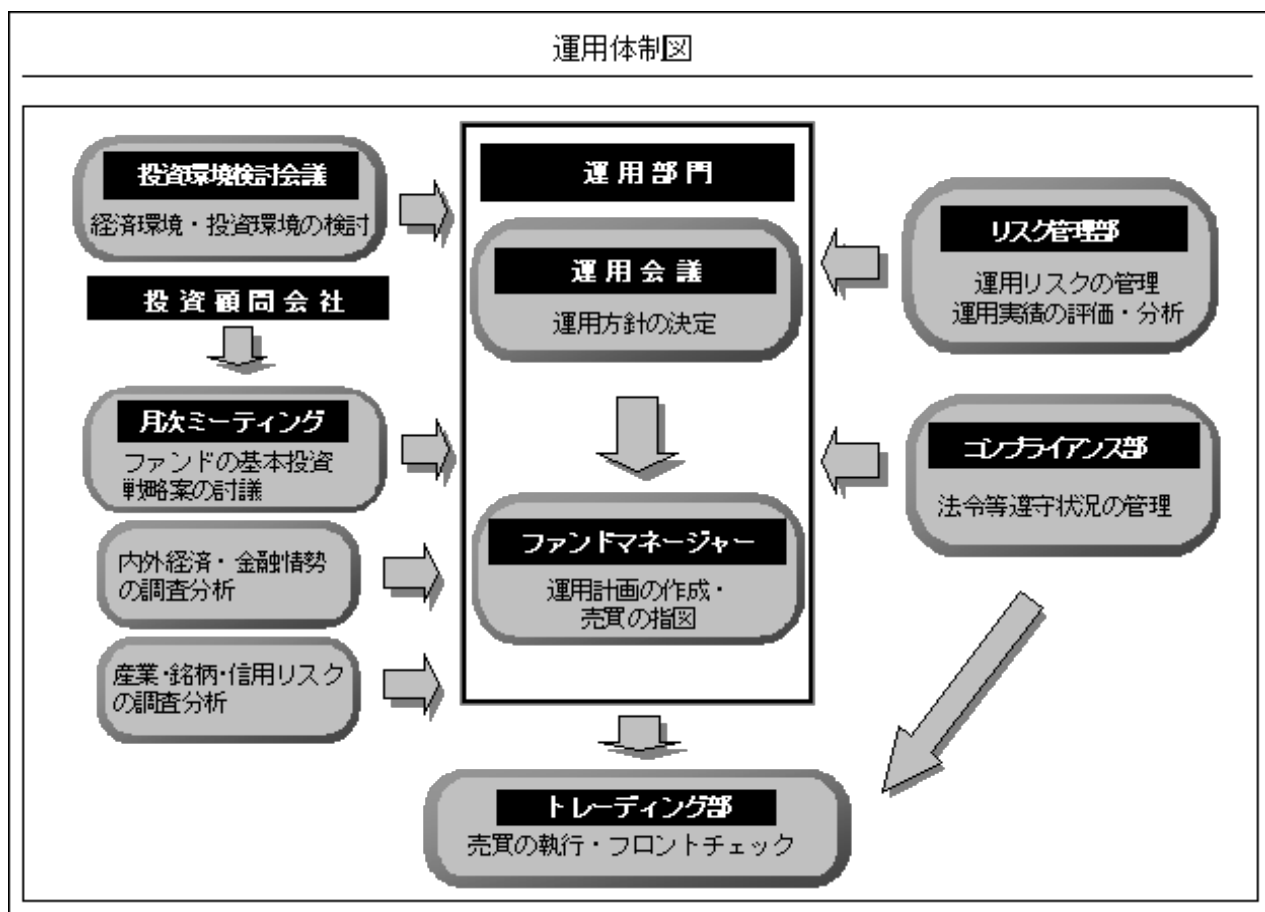 運用体制図
投資環境検討会議
経済環境・投資環境の検討
投資顧問会社
月次ミーティング
ファンドの基本投資
戦略案の討議
内外経済・金融情勢
の調査分析
産業・銘柄・信用リスク
の調査分析
運用部門
運用会議
運用方針の決定
ファンドマネージャー
運用計画の作成・
売買の指図
リスク管理部
運用リスクの管理
運用実績の評価・分析
コンプライアンス部
法令等遵守状況の管理
トレーディング部
売買の執行・フロントチェック